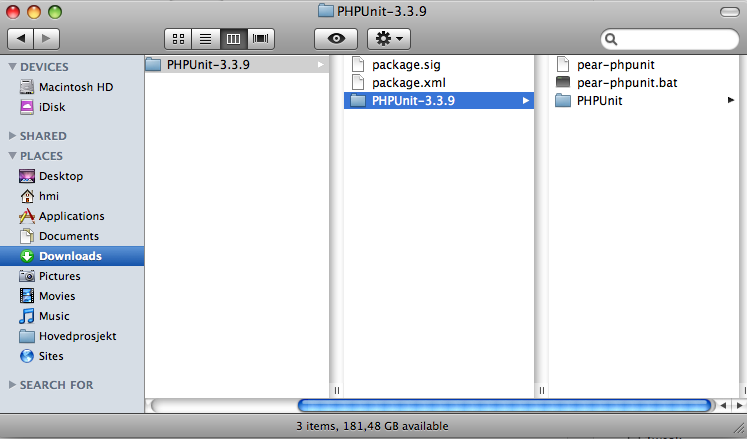 PHPUnit-3.3.9
DEVICES
Macintosh HD
iDisk
SHARED
PLACES
Desktop
hmi
Applications
Documents
Downloads
Pictures
Movies
Music
Hovedprosjekt
Sites
SEARCH FOR
PHPUnit-3.3.9
package.sig
package.xml
PHPUnit-3.3.9
pear-phpunit
pear-phpunit.bat
PHPUnit
3 items, 181,48 GB available